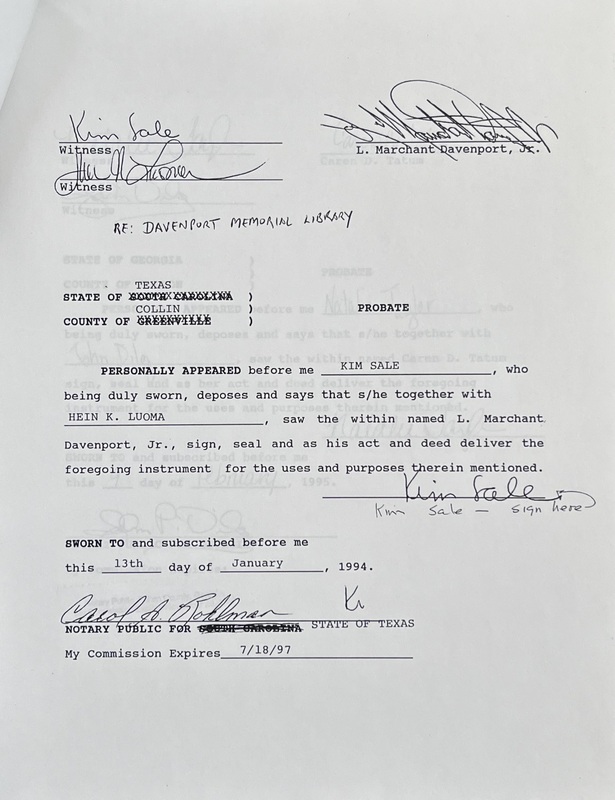 Kim Sale
Witness
L. Marchant Davenport, Jr.
Witness
RE: DAVENPORT MEMORIAL LIBRARY
TEXAS
STATE OF SOUTH CAROLINA )
COLLIN )
COUNTY OF GREENVILLE )
PROBATE
PERSONALLY APPEARED before me KIM SALE, who
being duly sworn, deposes and says that s/he together with
HEIN K. LUOMA, saw the within named L. Marchant
Davenport, Jr., sign, seal and as his act and deed deliver the
foregoing instrument for the uses and purposes therein mentioned.
Kim Sale
Kim Sale — sign here
SWORN TO and subscribed before me
this 13th day of January, 1994.
Ki
Carol A. Rohlman
NOTARY PUBLIC FOR SOUTH CAROLINA STATE OF TEXAS
My Commission Expires 7/18/97